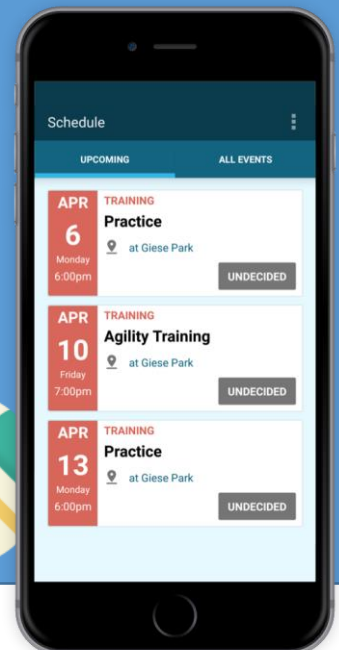 Schedule
UPCOMING
ALL EVENTS
APR
6
Monday
6:00pm
TRAINING
Practice
at Giese Park
UNDECIDED
APR
10
Friday
7:00pm
TRAINING
Agility Training
at Giese Park
UNDECIDED
APR
13
Monday
6:00pm
TRAINING
Practice
at Giese Park
UNDECIDED